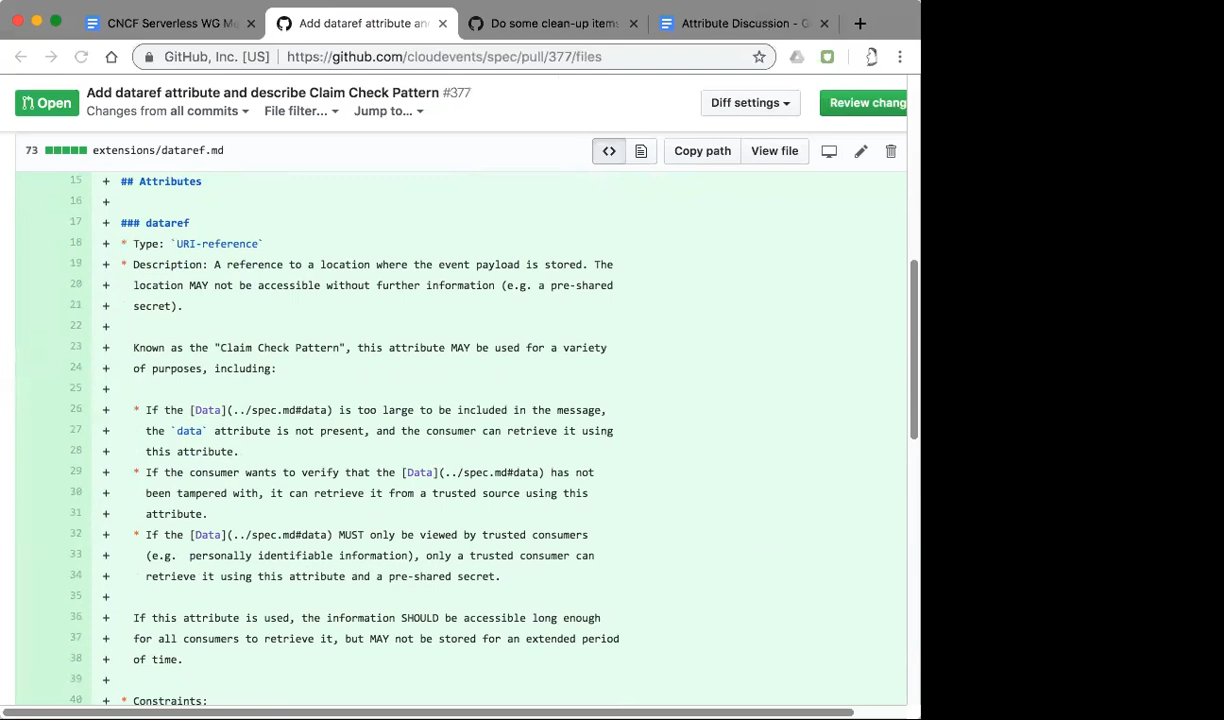 CNCF Serverless WG M
Add dataref attribute an
Do some clean-up items
Attribute Discussion - G
GitHub, Inc. [US]
https://github.com/cloudevents/spec/pull/377/files
Open
Add dataref attribute and describe Claim Check Pattern #377
Changes from all commits
File filter...
Jump to...
Diff settings
Review chang
73
extensions/dataref.md
<>
Copy path
View file
15 + ## Attributes
16 +
17 + ### dataref
18 + * Type: `URI-reference`
19 + * Description: A reference to a location where the event payload is stored. The
20 + location MAY not be accessible without further information (e.g. a pre-shared
21 + secret).
22 +
23 + Known as the "Claim Check Pattern", this attribute MAY be used for a variety
24 + of purposes, including:
25 +
26 + * If the [Data](../spec.md#data) is too large to be included in the message,
27 + the `data` attribute is not present, and the consumer can retrieve it using
28 + this attribute.
29 + * If the consumer wants to verify that the [Data](../spec.md#data) has not
30 + been tampered with, it can retrieve it from a trusted source using this
31 + attribute.
32 + * If the [Data](../spec.md#data) MUST only be viewed by trusted consumers
33 + (e.g.  personally identifiable information), only a trusted consumer can
34 + retrieve it using this attribute and a pre-shared secret.
35 +
36 + If this attribute is used, the information SHOULD be accessible long enough
37 + for all consumers to retrieve it, but MAY not be stored for an extended period
38 + of time.
39 +
40 + * Constraints: